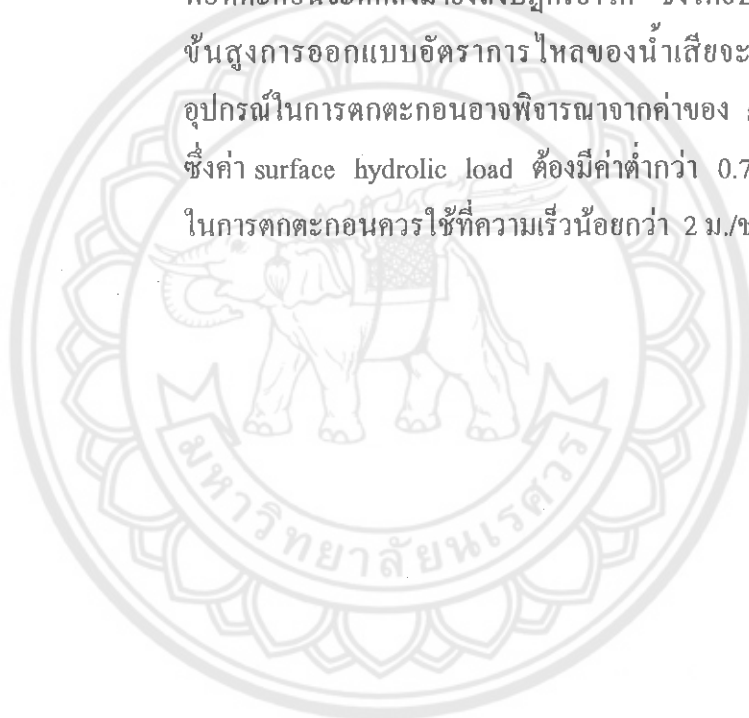 ข้นสูงการออกแบบอัตราการไหลของน้ำเสียจะ
อุปกรณ์ในการตกตะกอนอาจพิจารณาจากค่าของ
ซึ่งค่า surface hydrolic load ต้องมีค่าต่ำกว่า 0.7
ในการตกตะกอนควรใช้ที่ความเร็วน้อยกว่า 2 ม./ช
มหาวิทยาลัยนเรศวร